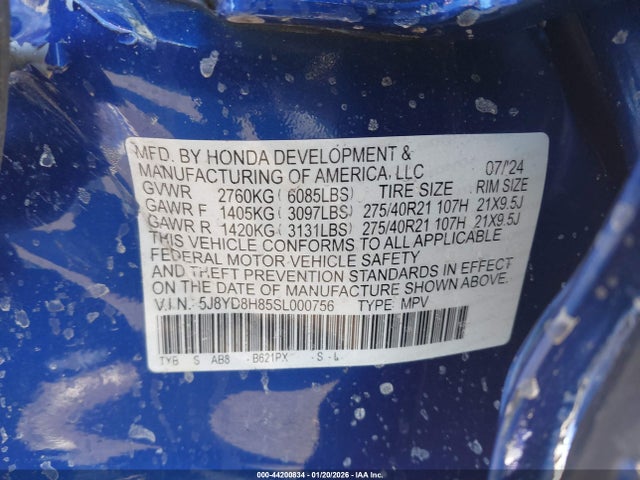 MFD. BY HONDA DEVELOPMENT &
MANUFACTURING OF AMERICA, LLC 07/'24
GVWR 2760KG (6085LBS) TIRE SIZE RIM SIZE
GAWR F 1405KG (3097LBS) 275/40R21 107H 21X9.5J
GAWR R 1420KG (3131LBS) 275/40R21 107H 21X9.5J
THIS VEHICLE CONFORMS TO ALL APPLICABLE
FEDERAL MOTOR VEHICLE SAFETY
AND THEFT PREVENTION STANDARDS IN EFFECT
ON THE DATE OF MANUFACTURE SHOWN ABOVE.
V.I.N. 5J8YD8H85SL000756 TYPE: MPV
TYB S AB8 - B621PX - S - L
000-44200834 | 01/20/2026 | IAA Inc.